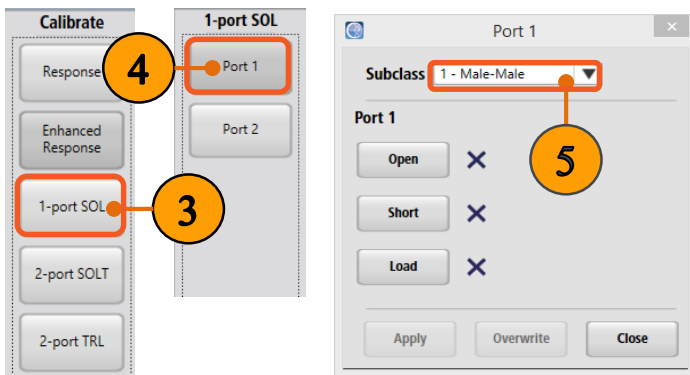 Calibrate
Response
Enhanced
Response
1-port SOL
2-port SOLT
2-port TRL
3
1-port SOL
4
Port 1
Port 2
Port 1
×
Subclass 1 - Male-Male
5
Port 1
Open
Short
Load
Apply Overwrite Close